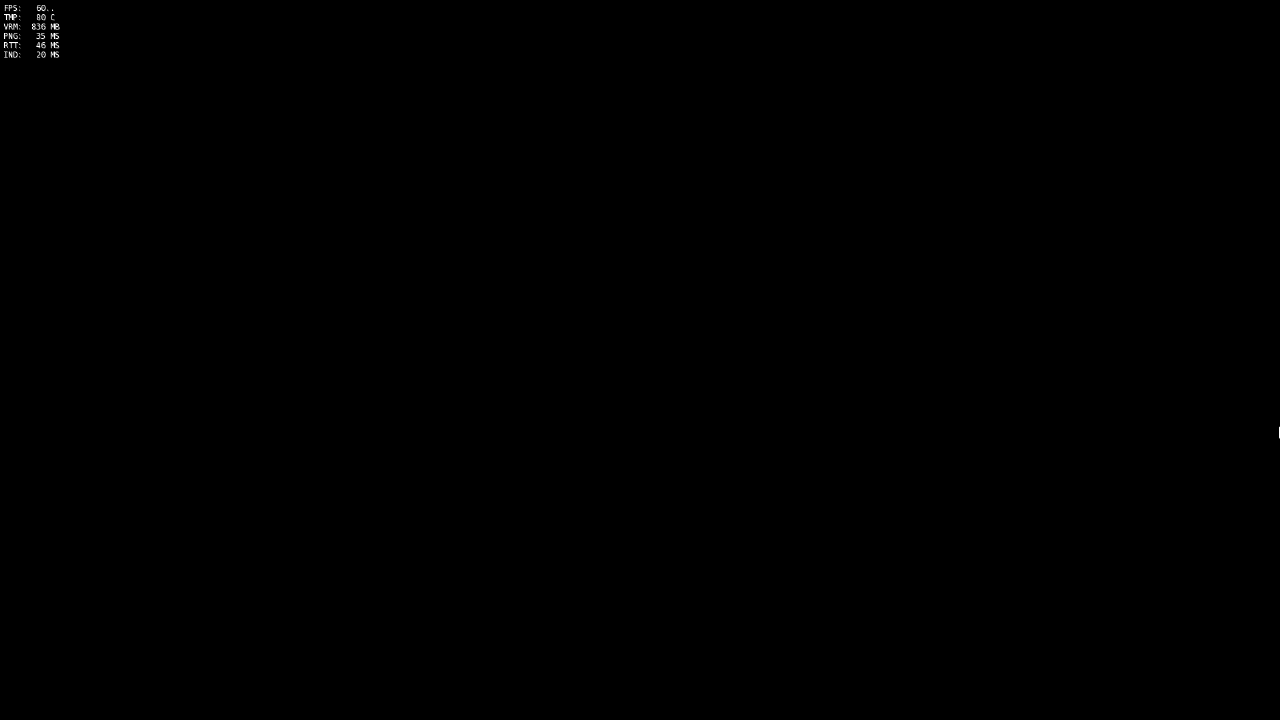 FPS: 60..
TMP: 80 C
VRM: 836 MB
PNG: 35 MS
RTT: 46 MS
IND: 20 MS